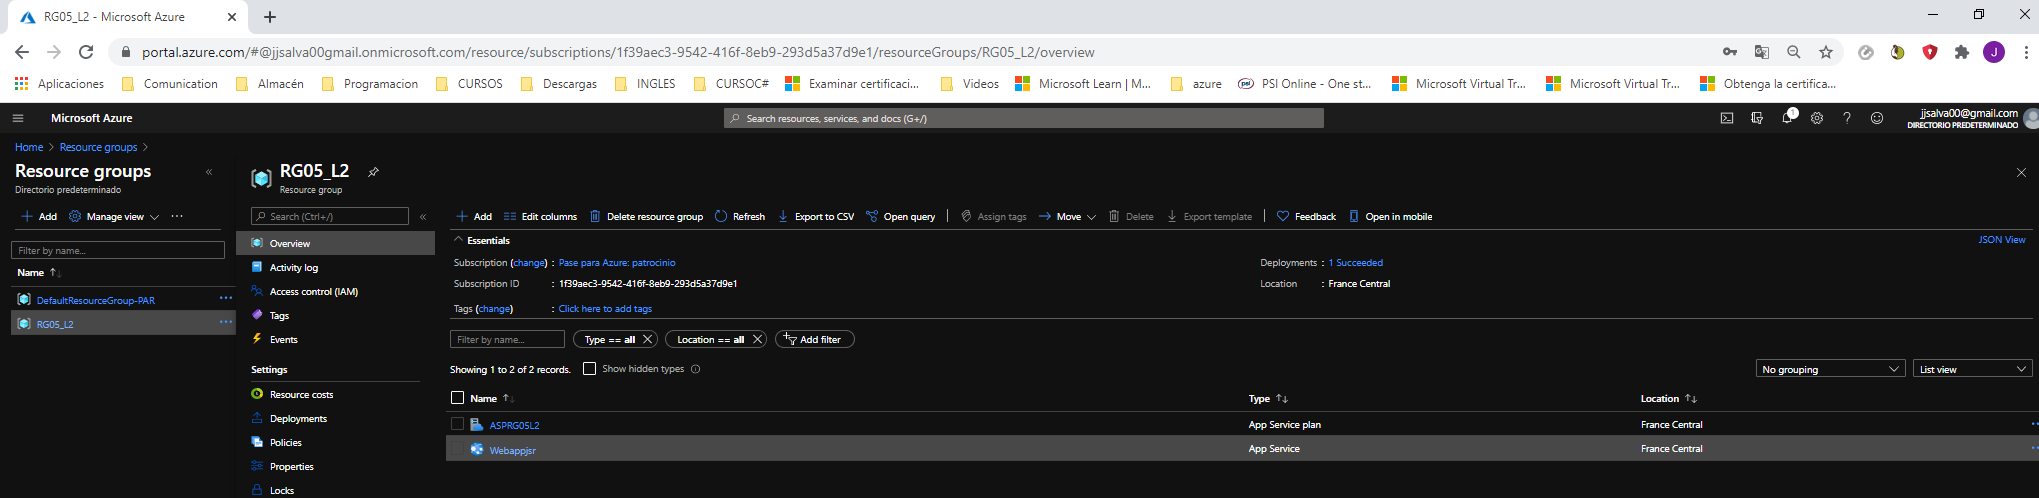 RG05_L2 - Microsoft Azure
portal.azure.com/#@jjsalva00gmail.onmicrosoft.com/resource/subscriptions/1f39aec3-9542-416f-8eb9-293d5a37d9e1/resourceGroups/RG05_L2/overview
J
Aplicaciones Comunication Almacén Programacion CURSOS Descargas INGLES CURSOC# Examinar certificaci... Videos Microsoft Learn | M... azure psi PSI Online - One st... Microsoft Virtual Tr... Microsoft Virtual Tr... Obtenga la certifica...
Microsoft Azure
Search resources, services, and docs (G+/)
1
jjsalva00@gmail.com
DIRECTORIO PREDETERMINADO
Home > Resource groups >
Resource groups
Directorio predeterminado
Add Manage view ...
Filter by name...
Name
DefaultResourceGroup-PAR ...
RG05_L2 ...
RG05_L2
Resource group
Search (Ctrl+/)
Overview
Activity log
Access control (IAM)
Tags
Events
Settings
Resource costs
Deployments
Policies
Properties
Locks
Add Edit columns Delete resource group Refresh Export to CSV Open query Assign tags Move Delete Export template Feedback Open in mobile
Essentials
JSON View
Subscription (change) : Pase para Azure: patrocinio
Deployments : 1 Succeeded
Subscription ID : 1f39aec3-9542-416f-8eb9-293d5a37d9e1
Location : France Central
Tags (change) : Click here to add tags
Filter by name... Type == all Location == all Add filter
Showing 1 to 2 of 2 records. Show hidden types
No grouping List view
Name Type Location
ASPRG05L2 App Service plan France Central
Webappjsr App Service France Central